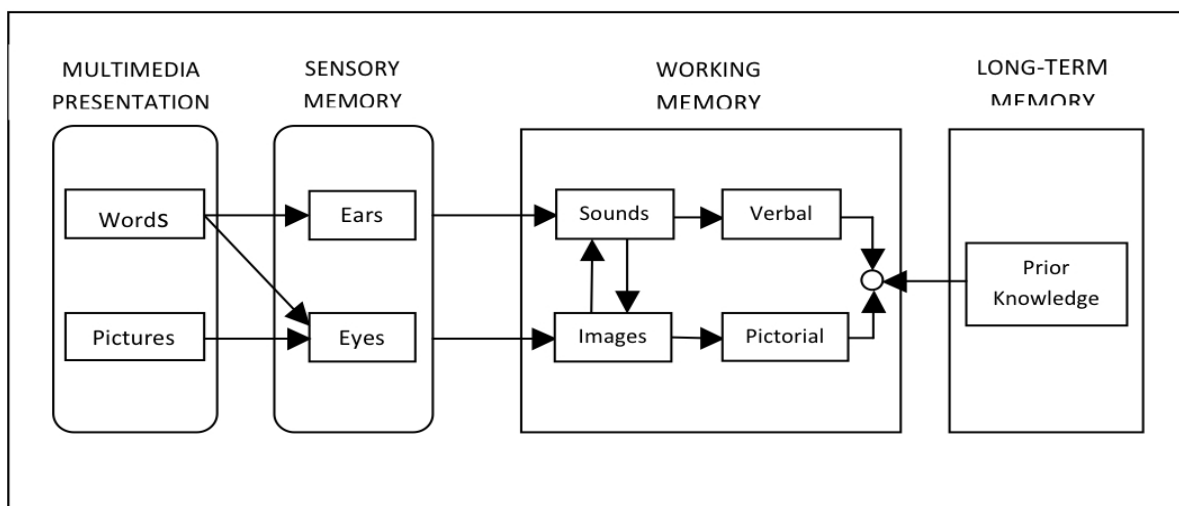 MULTIMEDIA
PRESENTATION
SENSORY
MEMORY
WORKING
MEMORY
LONG-TERM
MEMORY
Words
Ears
Sounds
Verbal
Prior
Knowledge
Pictures
Eyes
Images
Pictorial